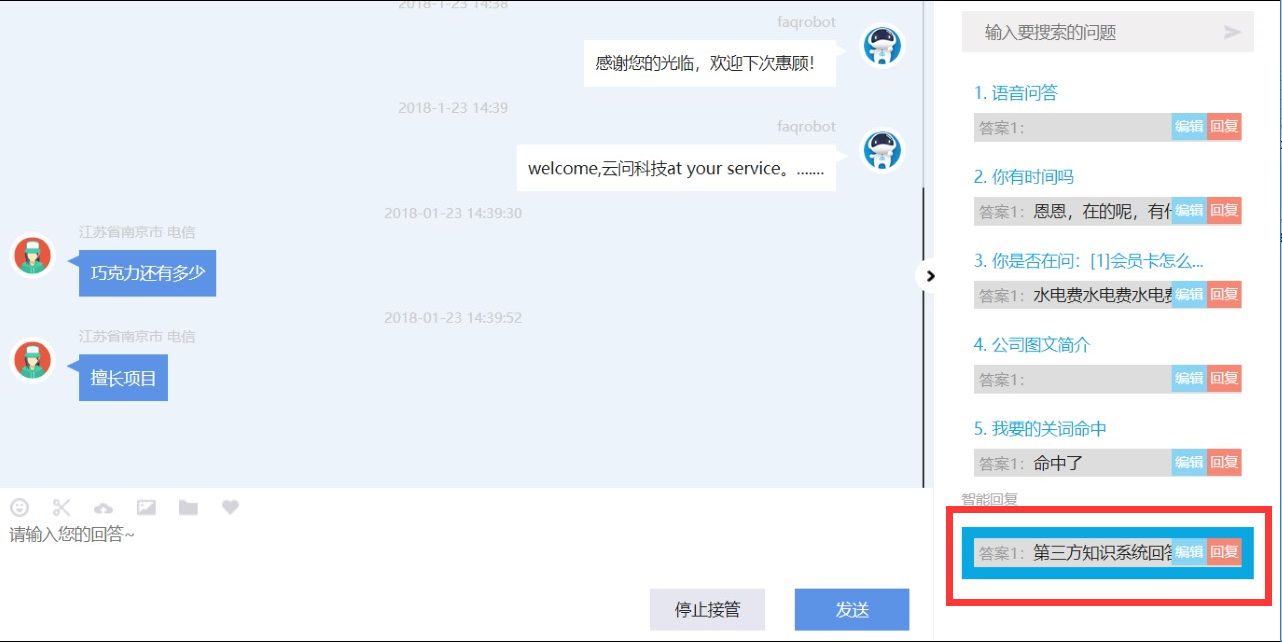 2018-1-23 14:38
faqrobot
感谢您的光临，欢迎下次惠顾！
2018-1-23 14:39
faqrobot
welcome,云问科技at your service。.......
2018-01-23 14:39:30
江苏省南京市 电信
巧克力还有多少
2018-01-23 14:39:52
江苏省南京市 电信
擅长项目
请输入您的回答~
停止接管
发送
输入要搜索的问题
1. 语音问答
答案1： 编辑 回复
2. 你有时间吗
答案1： 恩恩，在的呢，有 编辑 回复
3. 你是否在问：[1]会员卡怎么...
答案1： 水电费水电费水电费 编辑 回复
4. 公司图文简介
答案1： 编辑 回复
5. 我要的关词命中
答案1： 命中了 编辑 回复
智能回复
答案1： 第三方知识系统回答 编辑 回复